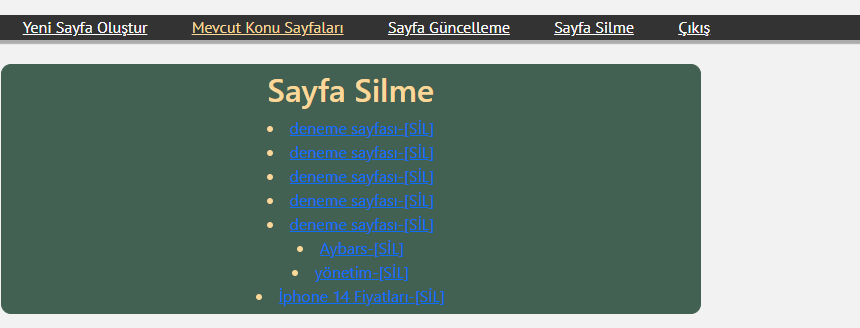 Yeni Sayfa Oluştur Mevcut Konu Sayfaları Sayfa Güncelleme Sayfa Silme Çıkış
Sayfa Silme
deneme sayfası-[SİL]
deneme sayfası-[SİL]
deneme sayfası-[SİL]
deneme sayfası-[SİL]
deneme sayfası-[SİL]
Aybars-[SİL]
yönetim-[SİL]
İphone 14 Fiyatları-[SİL]